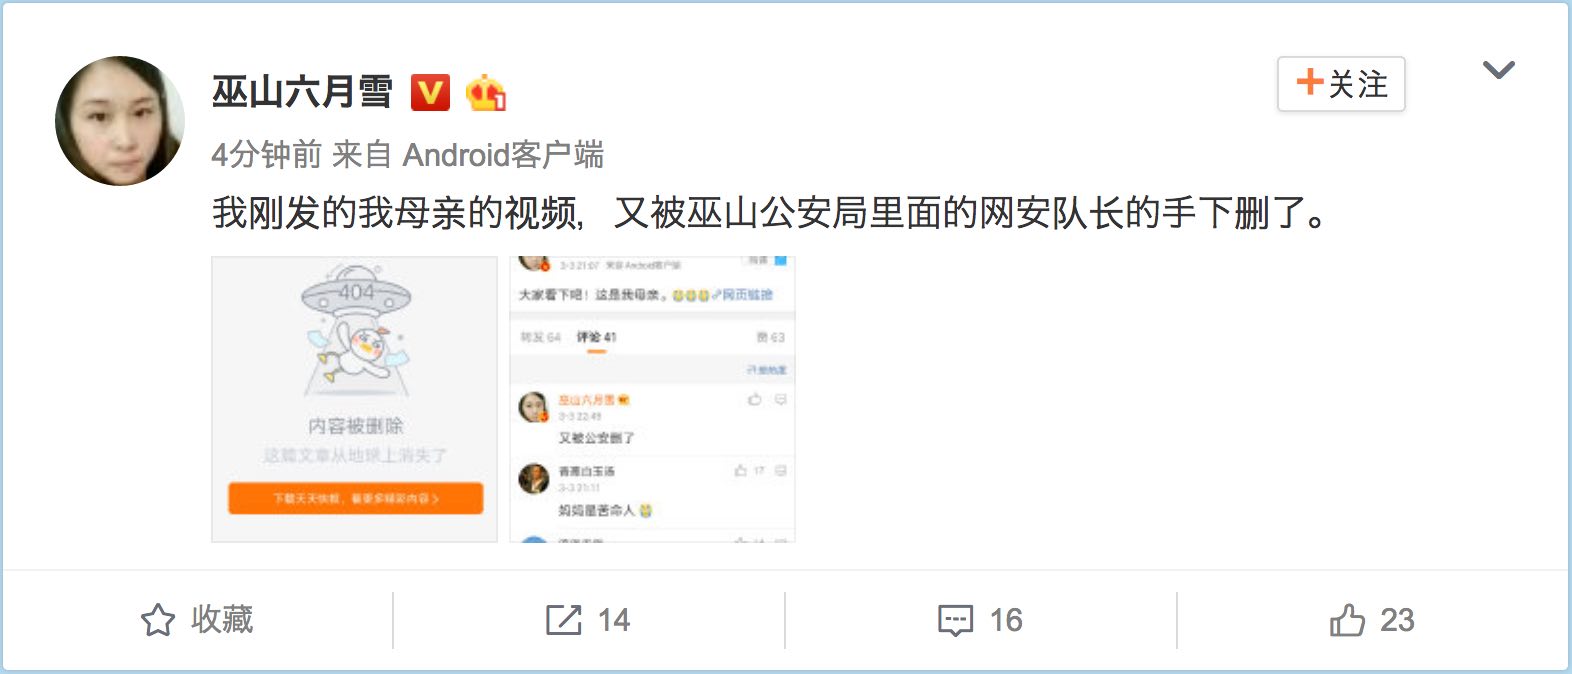 巫山六月雪
V
1
+关注
4分钟前 来自 Android客户端
我刚发的我母亲的视频，又被巫山公安局里面的网安队长的手下删了。
404
内容被删除
这篇文章从地球上消失了
下载天天快报，看更多精彩内容 >
3-3 21:07 来自Android客户端
大家看下吧！这是我母亲。网页链接
转发 64 评论 41 赞 63
按热度
巫山六月雪
3-3 22:49
又被公安删了
17
3-3 21:11
妈妈是苦命人
收藏
14
16
23